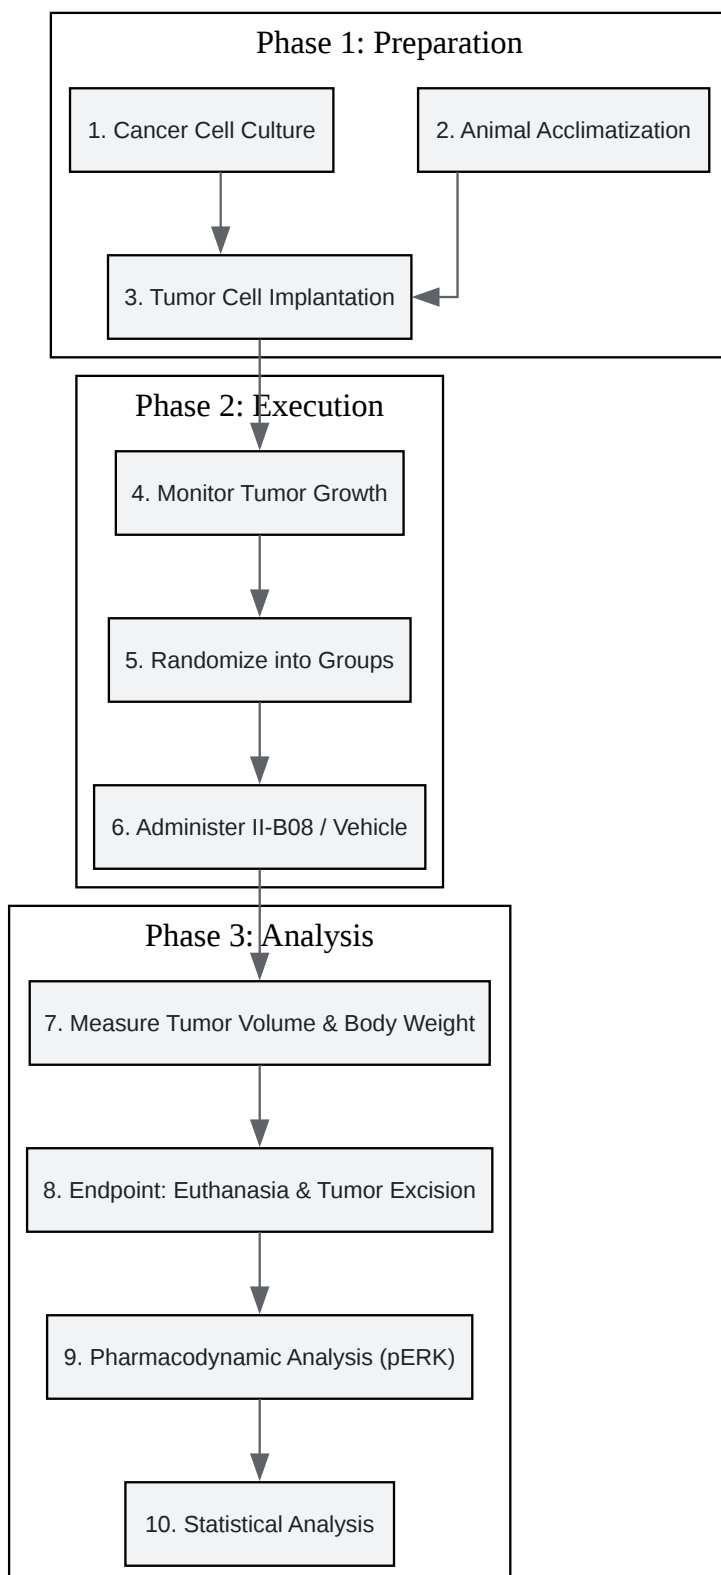 Phase 1: Preparation
1. Cancer Cell Culture
2. Animal Acclimatization
3. Tumor Cell Implantation
Phase 2: Execution
4. Monitor Tumor Growth
5. Randomize into Groups
6. Administer II-B08 / Vehicle
Phase 3: Analysis
7. Measure Tumor Volume & Body Weight
8. Endpoint: Euthanasia & Tumor Excision
9. Pharmacodynamic Analysis (pERK)
10. Statistical Analysis